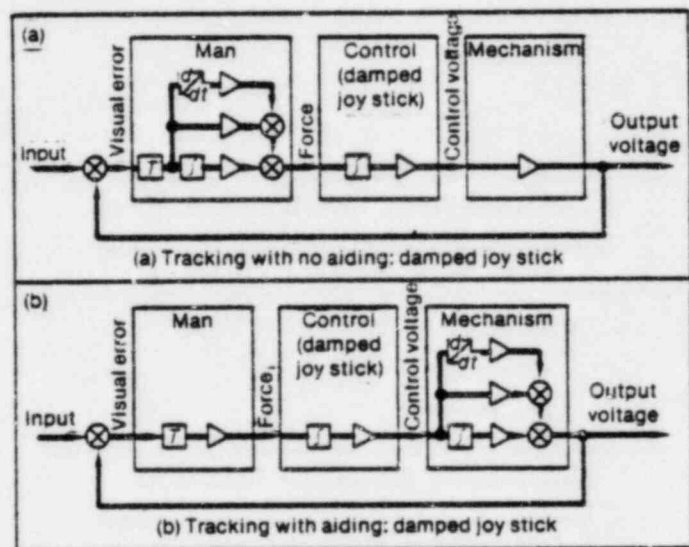 (a)
Man
Control
(damped
joy stick)
Mechanism
Visual error
Force
Control voltage
Input
Output
voltage
d
dt
T
∫
∫
(a) Tracking with no aiding: damped joy stick
(b)
Man
Control
(damped
joy stick)
Mechanism
Visual error
Force
Control voltage
Input
Output
voltage
d
dt
T
∫
∫
(b) Tracking with aiding: damped joy stick